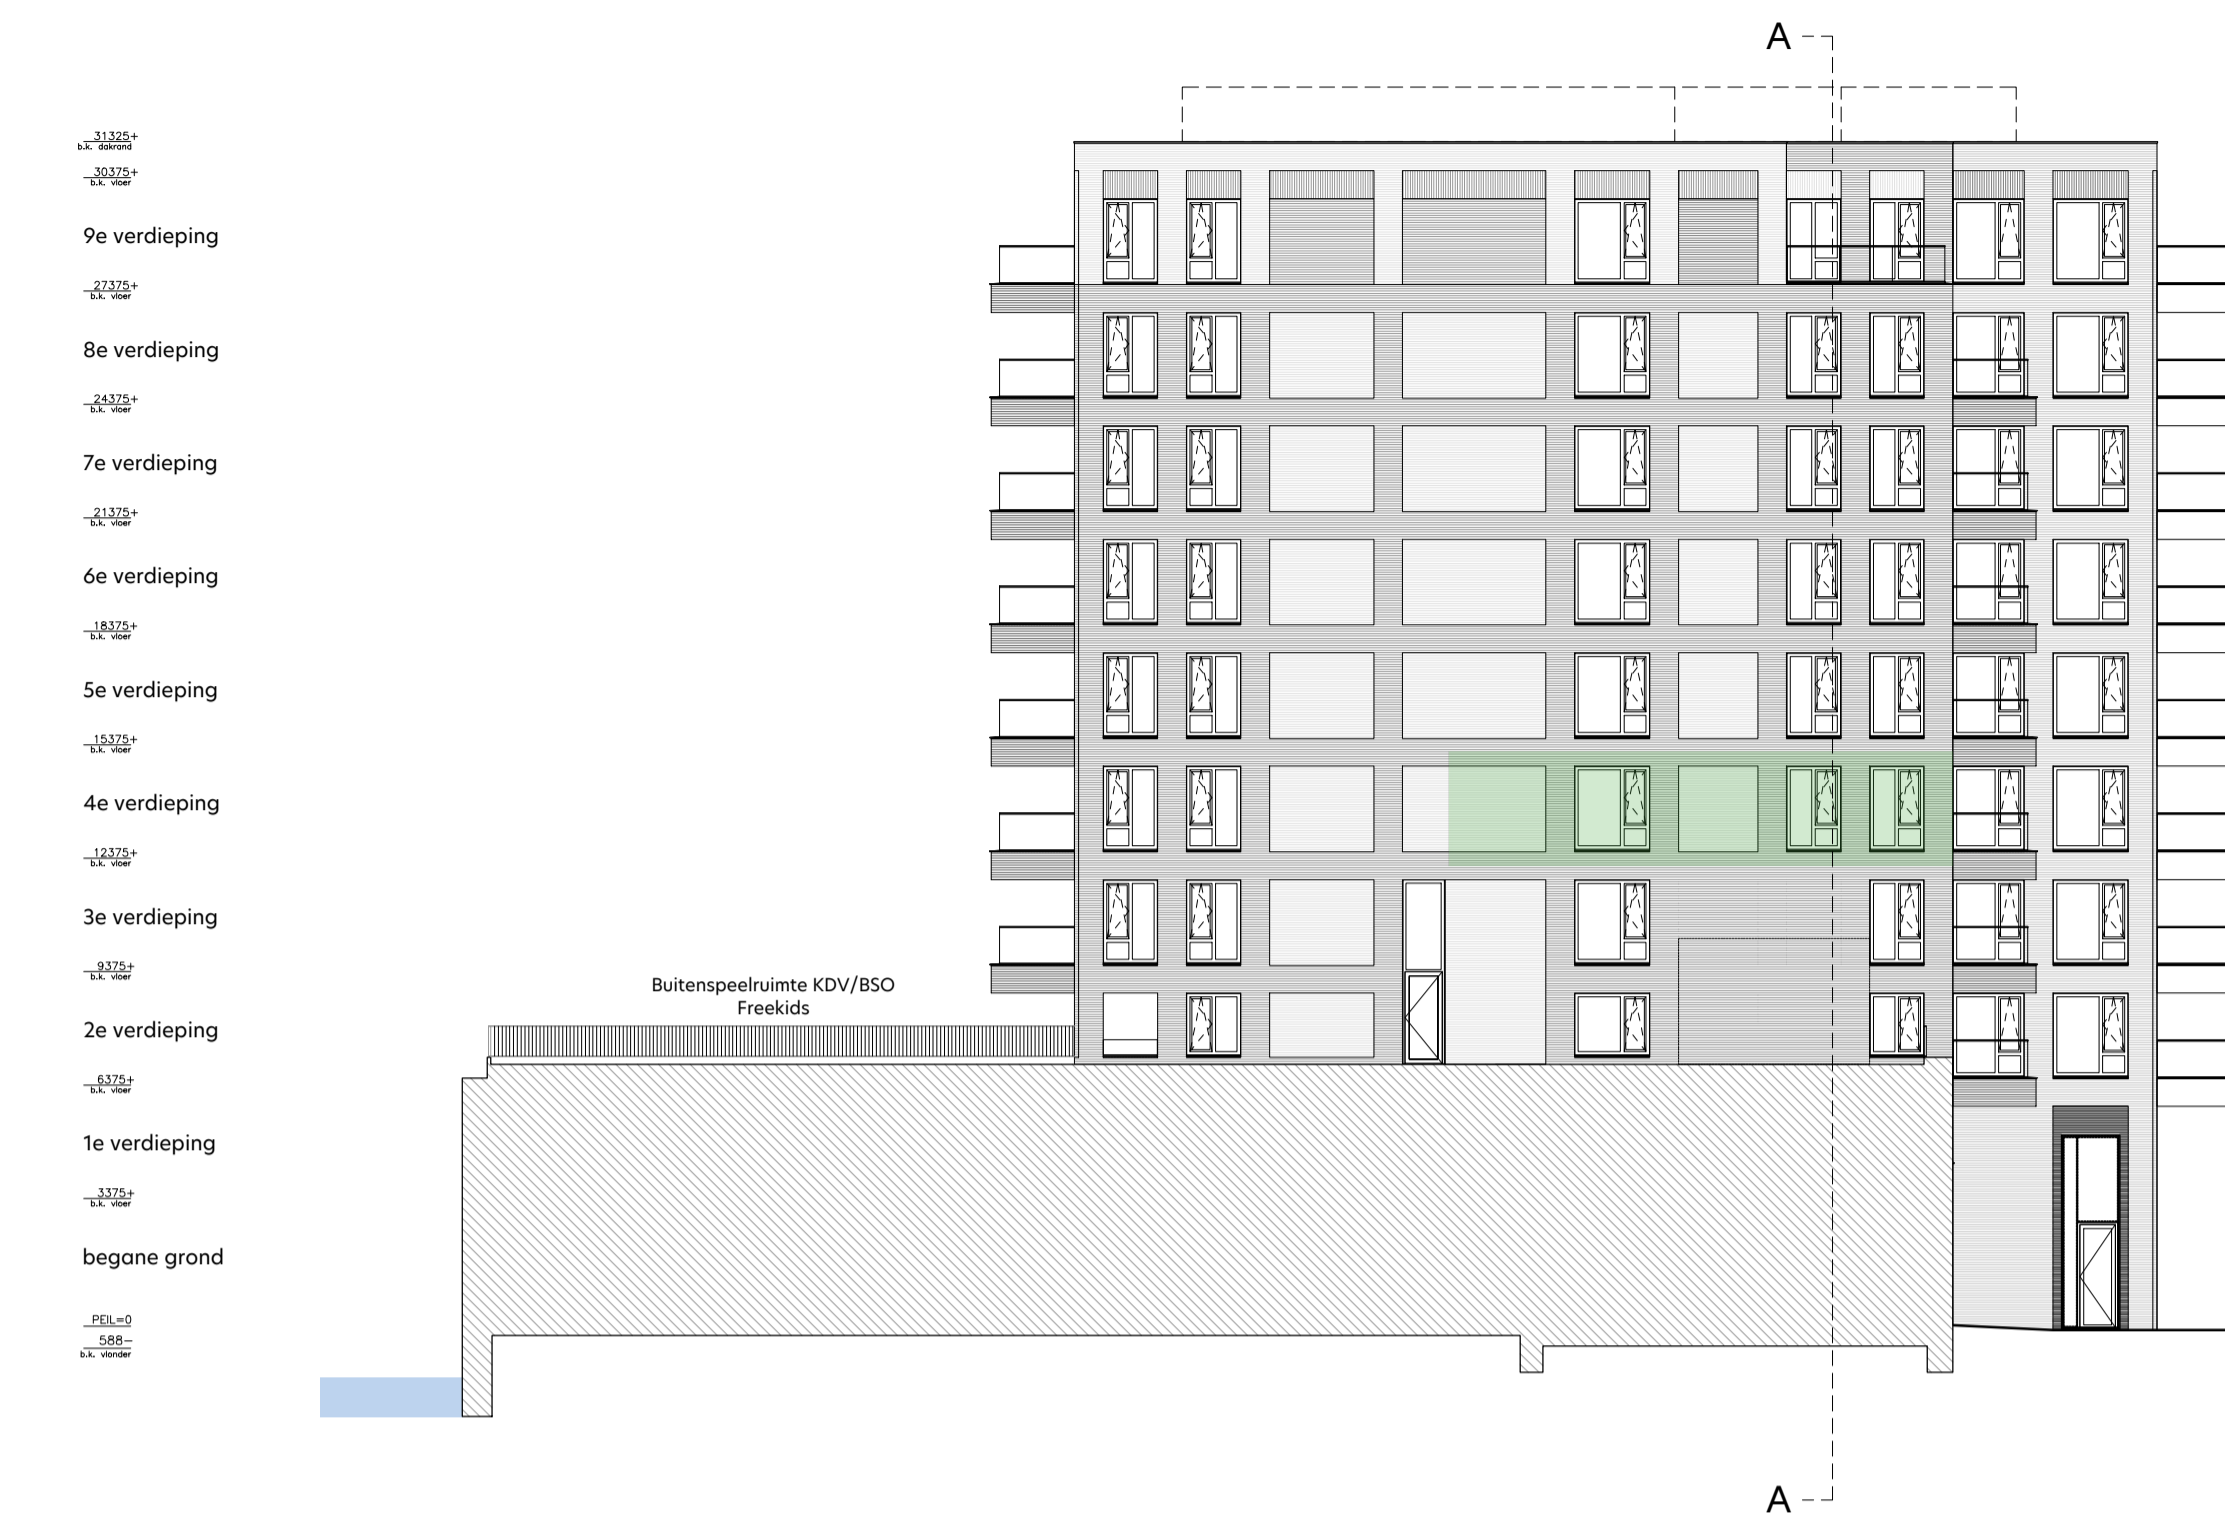 A
31325+
b.k. dakrand
30375+
b.k. vloer
9e verdieping
27375+
b.k. vloer
8e verdieping
24375+
b.k. vloer
7e verdieping
21375+
b.k. vloer
6e verdieping
18375+
b.k. vloer
5e verdieping
15375+
b.k. vloer
4e verdieping
12375+
b.k. vloer
3e verdieping
9375+
b.k. vloer
Buitenspeelruimte KDV/BSO
Freekids
2e verdieping
6375+
b.k. vloer
1e verdieping
3375+
b.k. vloer
begane grond
PEIL=0
588-
b.k. vlonder
A